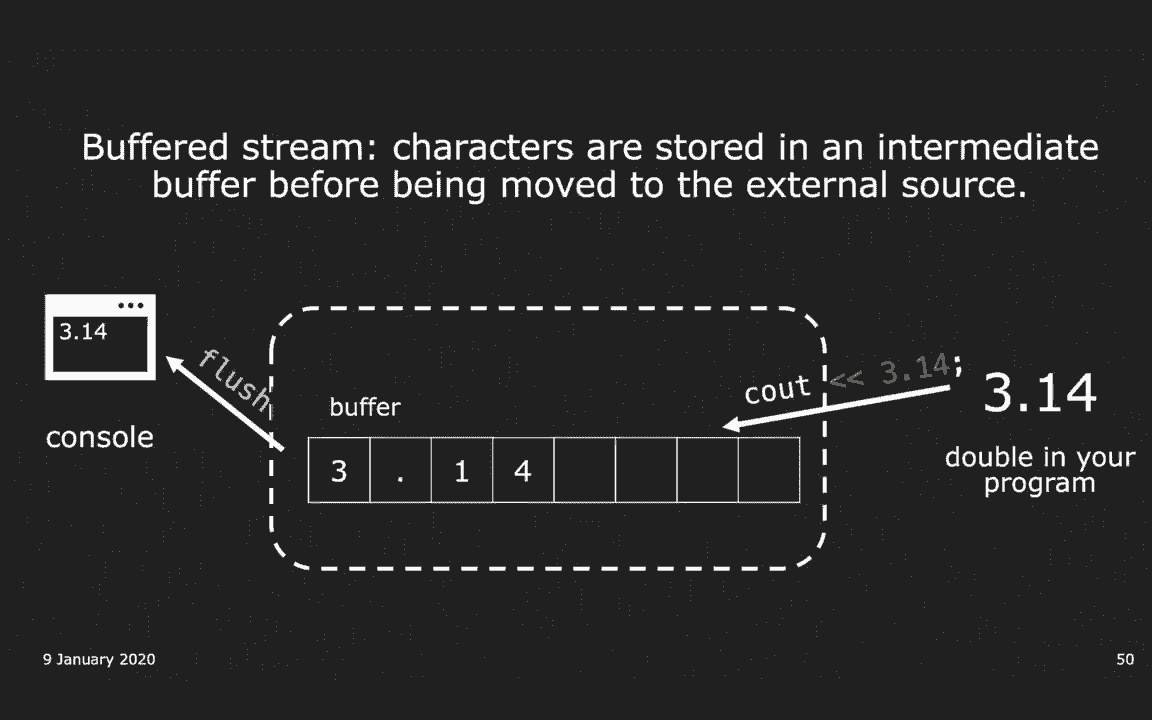 Buffered stream: characters are stored in an intermediate
buffer before being moved to the external source.
3.14
console
flush
buffer
3 . 1 4
cout << 3.14;
3.14
double in your
program
9 January 2020
50